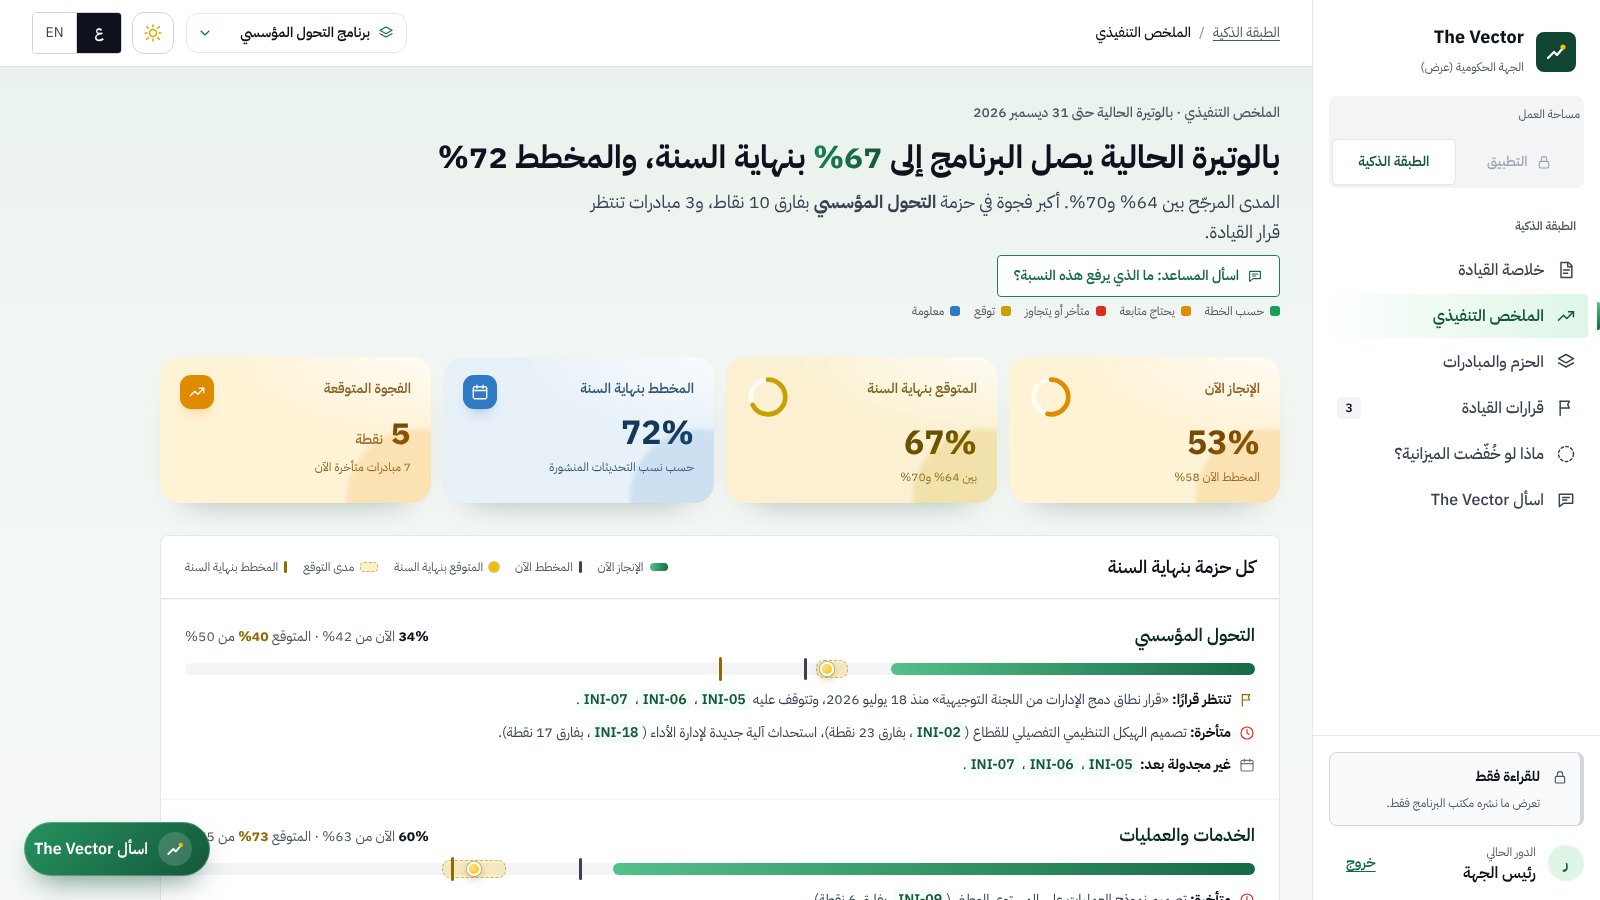 The Vector
الجهة الحكومية (عرض)
مساحة العمل
التطبيق
الطبقة الذكية
الطبقة الذكية
خلاصة القيادة
الملخص التنفيذي
الحزم والمبادرات
قرارات القيادة
3
ماذا لو خُفّضت الميزانية؟
اسأل The Vector
للقراءة فقط
تعرض ما نشره مكتب البرنامج فقط.
ر
الدور الحالي
رئيس الجهة
خروج
الطبقة الذكية / الملخص التنفيذي
برنامج التحول المؤسسي
ع
EN
الملخص التنفيذي · بالوتيرة الحالية حتى 31 ديسمبر 2026
بالوتيرة الحالية يصل البرنامج إلى 67% بنهاية السنة، والمخطط 72%
المدى المرجّح بين 64% و70%. أكبر فجوة في حزمة التحول المؤسسي بفارق 10 نقاط، و3 مبادرات تنتظر
قرار القيادة.
اسأل المساعد: ما الذي يرفع هذه النسبة؟
حسب الخطة
يحتاج متابعة
متأخر أو يتجاوز
توقع
معلومة
الإنجاز الآن
53%
المخطط الآن 58%
المتوقع بنهاية السنة
67%
بين 64% و70%
المخطط بنهاية السنة
72%
حسب نسب التحديثات المنشورة
الفجوة المتوقعة
5 نقطة
7 مبادرات متأخرة الآن
كل حزمة بنهاية السنة
الإنجاز الآن
المخطط الآن
المتوقع بنهاية السنة
مدى التوقع
المخطط بنهاية السنة
التحول المؤسسي
34% الآن من 42% · المتوقع 40% من 50%
تنتظر قرارًا: «قرار نطاق دمج الإدارات من اللجنة التوجيهية» منذ 18 يوليو 2026، وتتوقف عليه INI-05 ، INI-06 ، INI-07 .
متأخرة: تصميم الهيكل التنظيمي التفصيلي للقطاع ( INI-02 ، بفارق 23 نقطة)، استحداث آلية جديدة لإدارة الأداء ( INI-18 ، بفارق 17 نقطة).
غير مجدولة بعد: INI-05 ، INI-06 ، INI-07 .
الخدمات والعمليات
60% الآن من 63% · المتوقع 73% من
اسأل The Vector